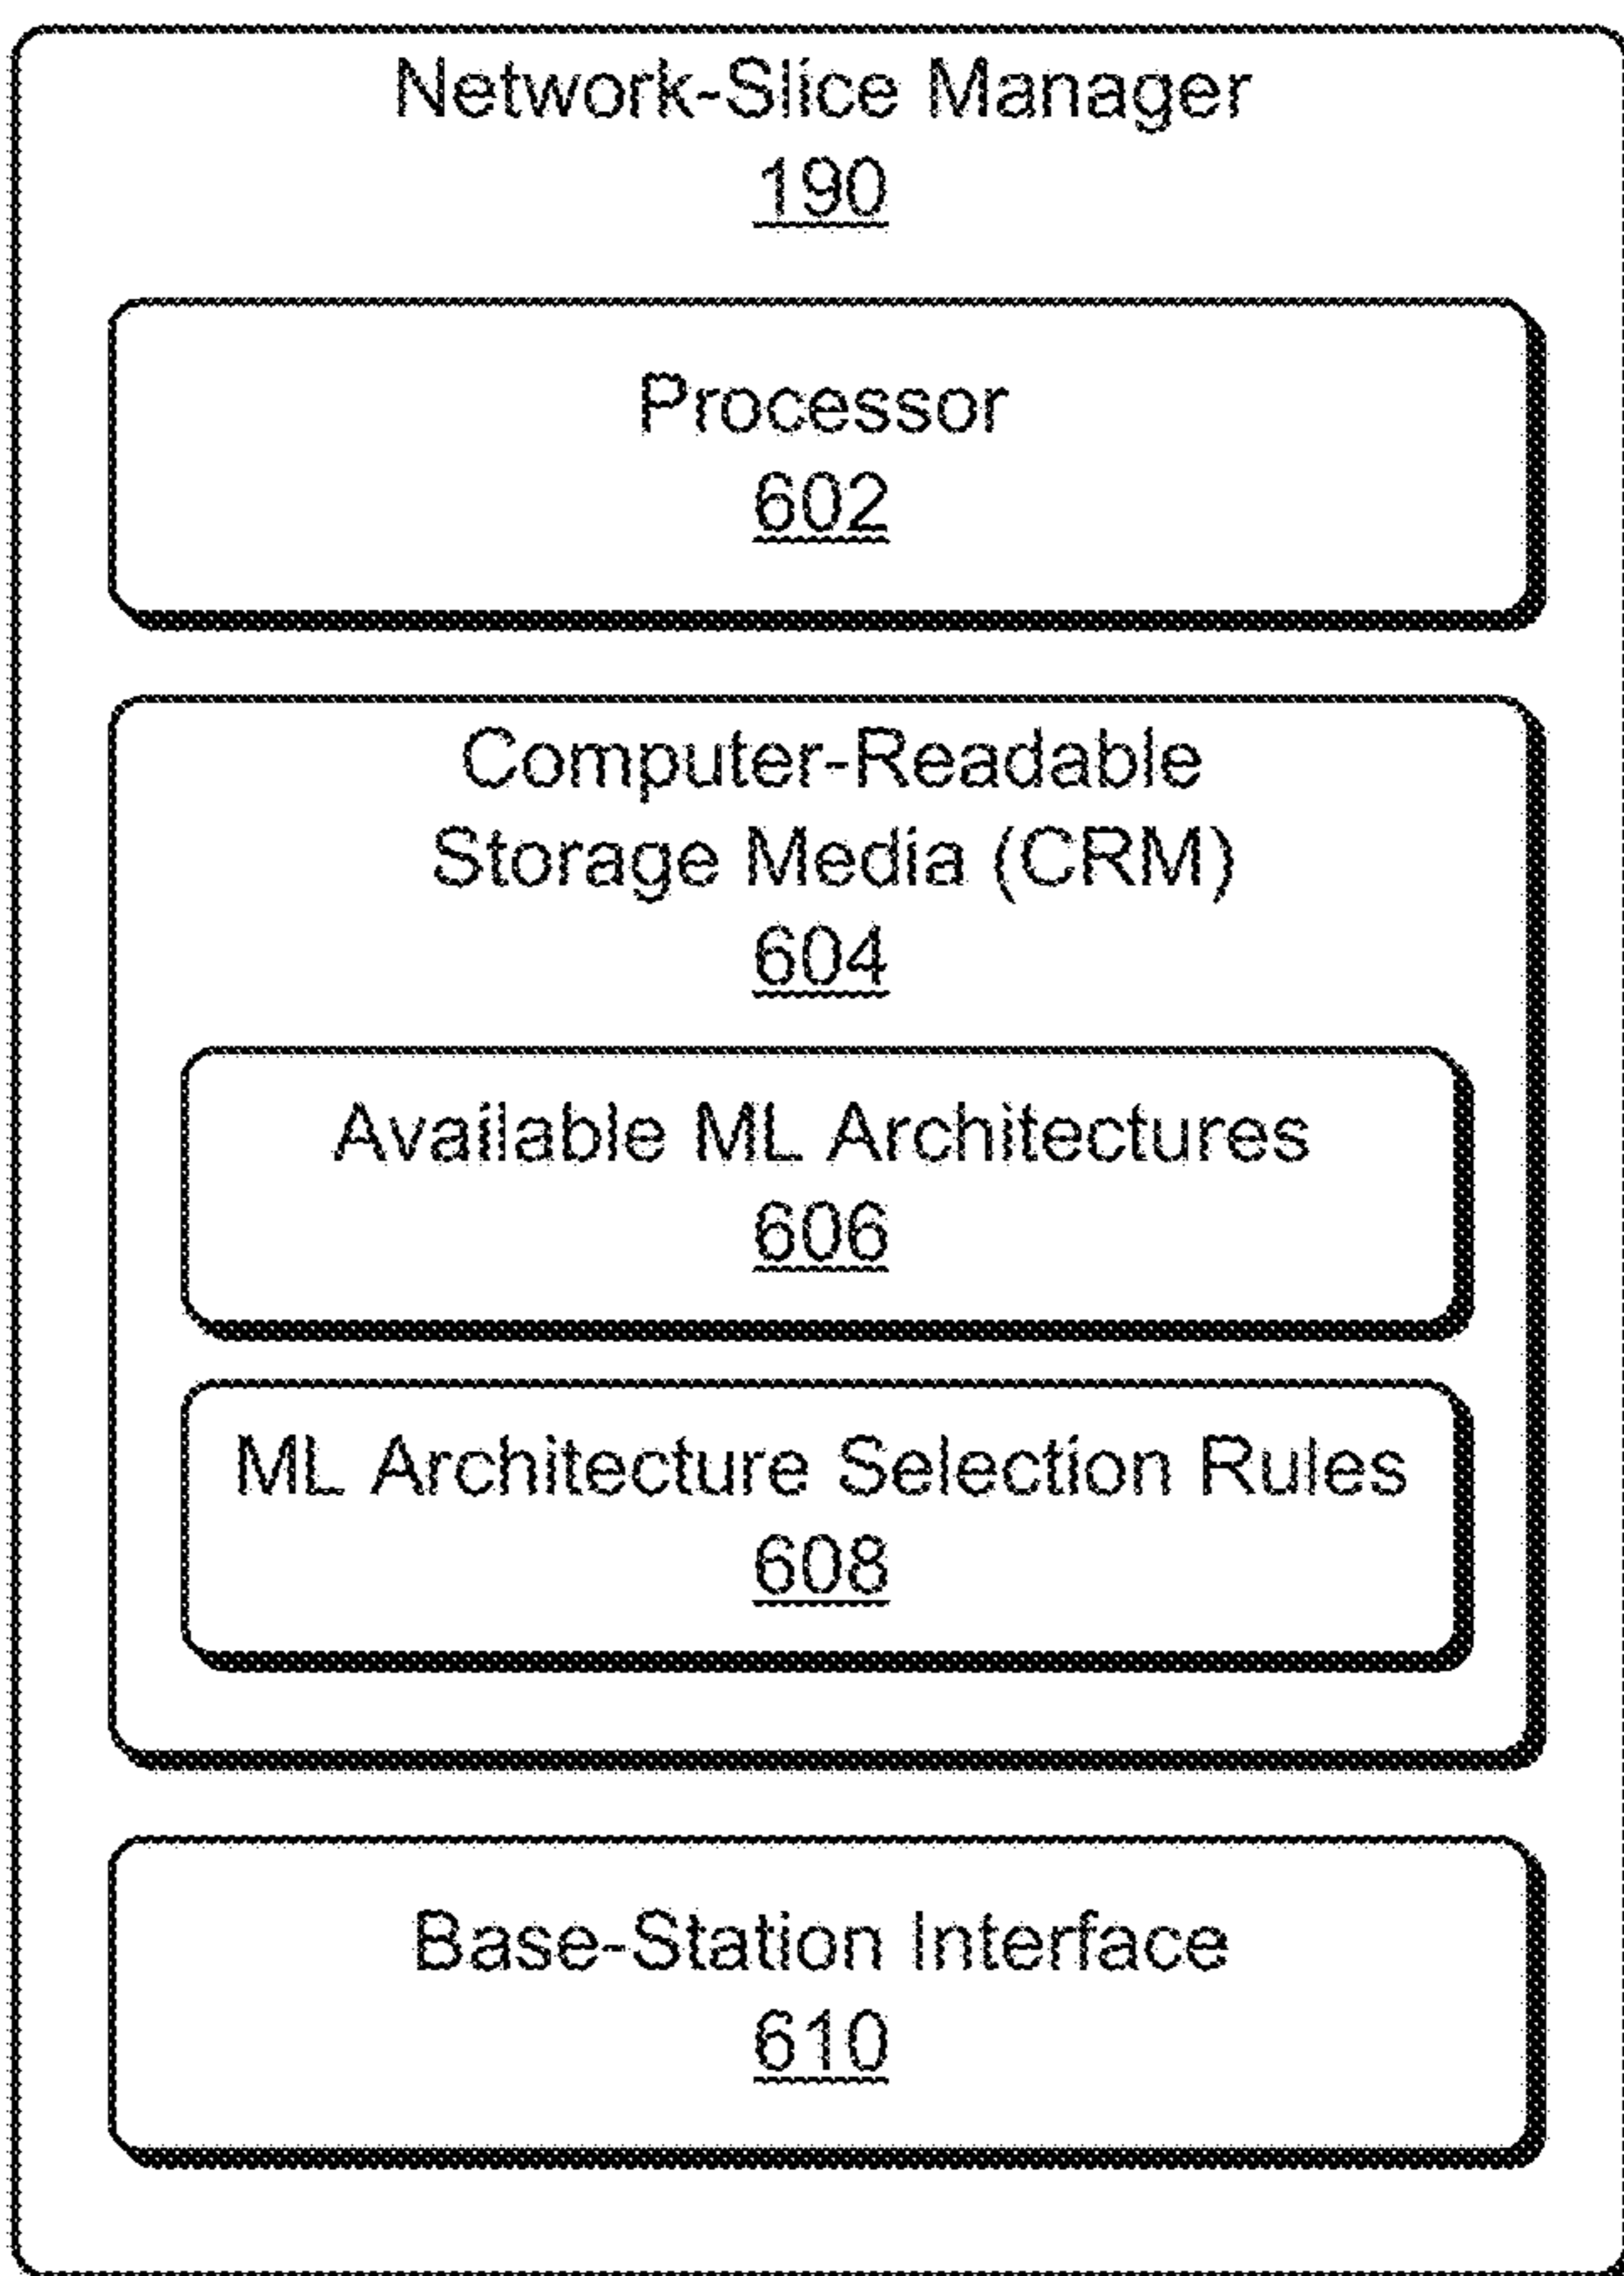 Network-Slice Manager
190
Processor
602
Computer-Readable
Storage Media (CRM)
604
Available ML Architectures
606
ML Architecture Selection Rules
608
Base-Station Interface
610